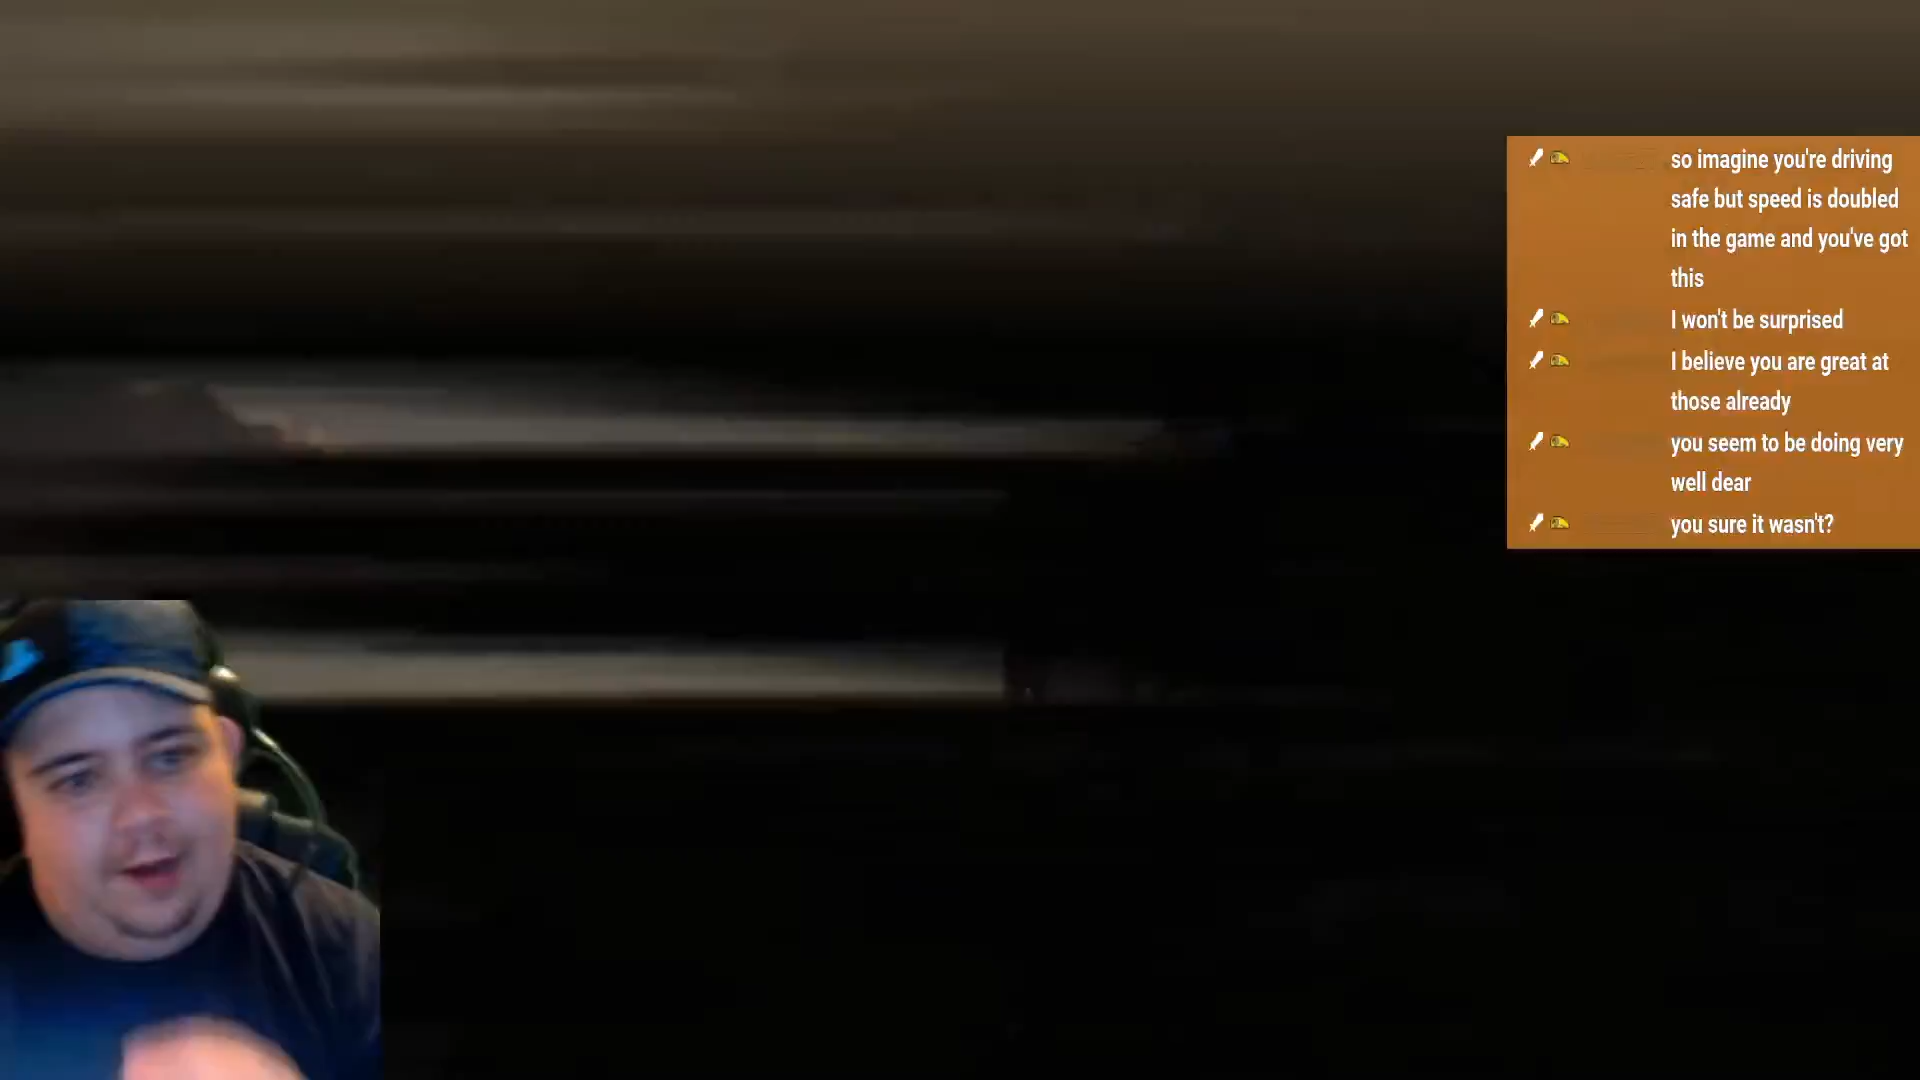 so imagine you're driving
safe but speed is doubled
in the game and you've got
this
I won't be surprised
I believe you are great at
those already
you seem to be doing very
well dear
you sure it wasn't?